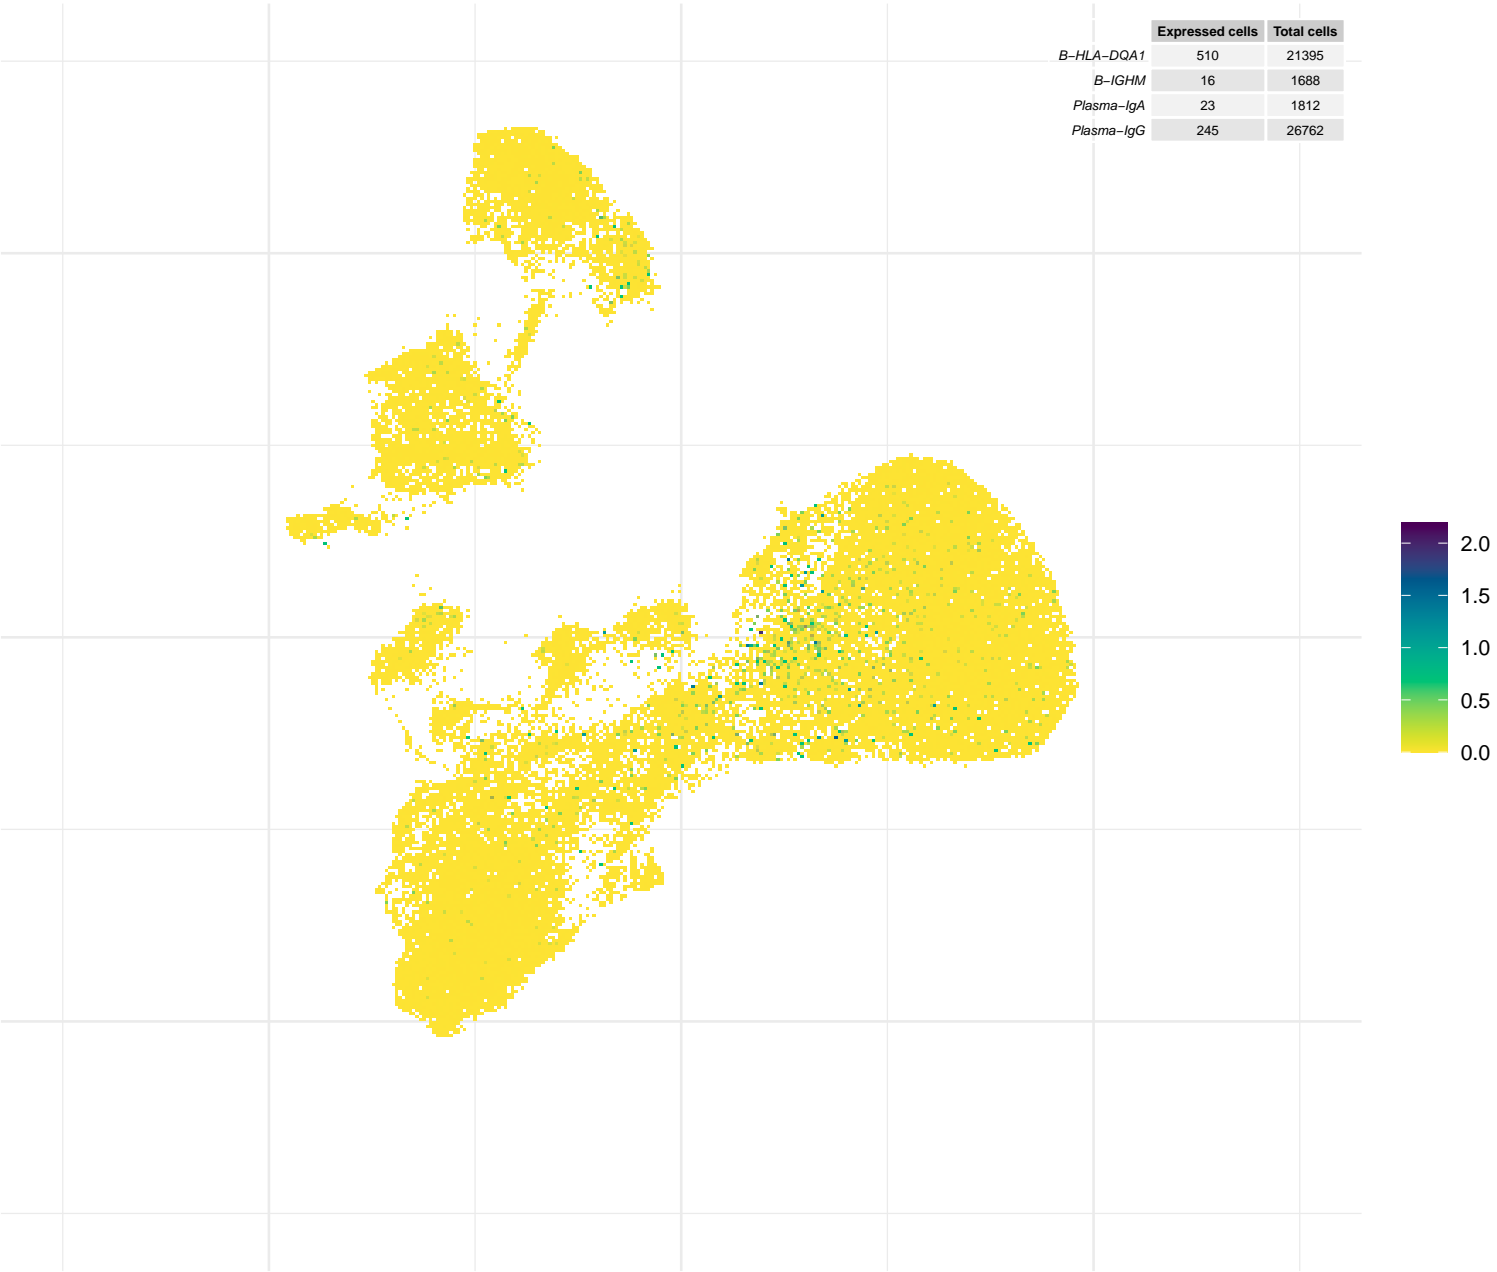 Expressed cells Total cells
B−HLA−DQA1 510 21395
B−IGHM 16 1688
Plasma−IgA 23 1812
Plasma−IgG 245 26762
2.0
1.5
1.0
0.5
0.0